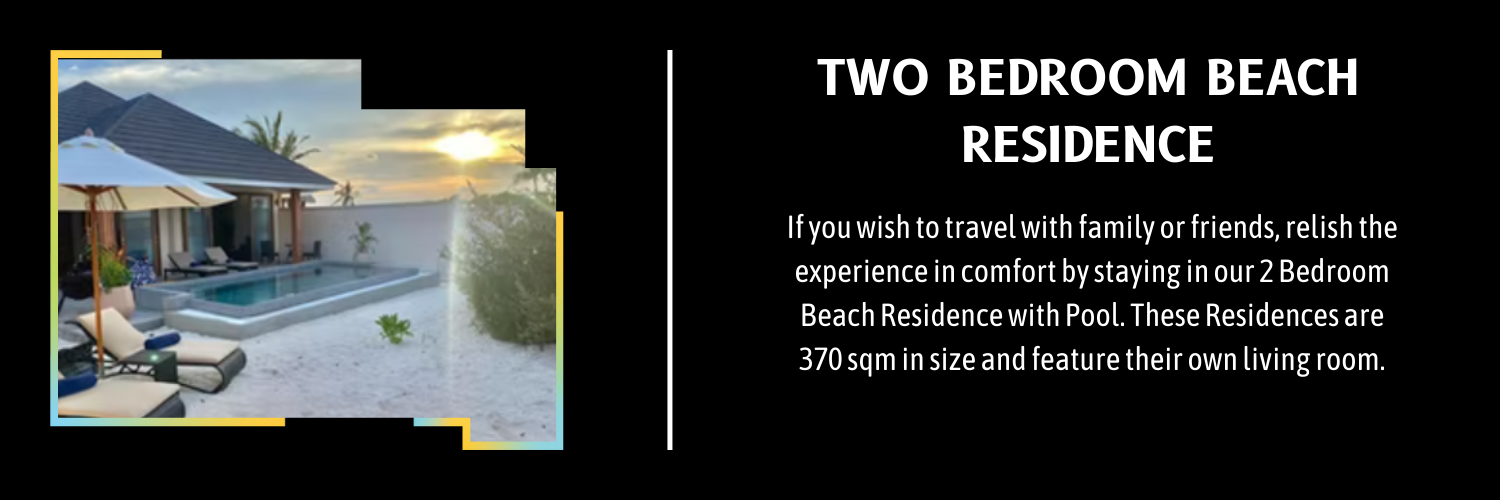 TWO BEDROOM BEACH
RESIDENCE
If you wish to travel with family or friends, relish the
experience in comfort by staying in our 2 Bedroom
Beach Residence with Pool. These Residences are
370 sqm in size and feature their own living room.